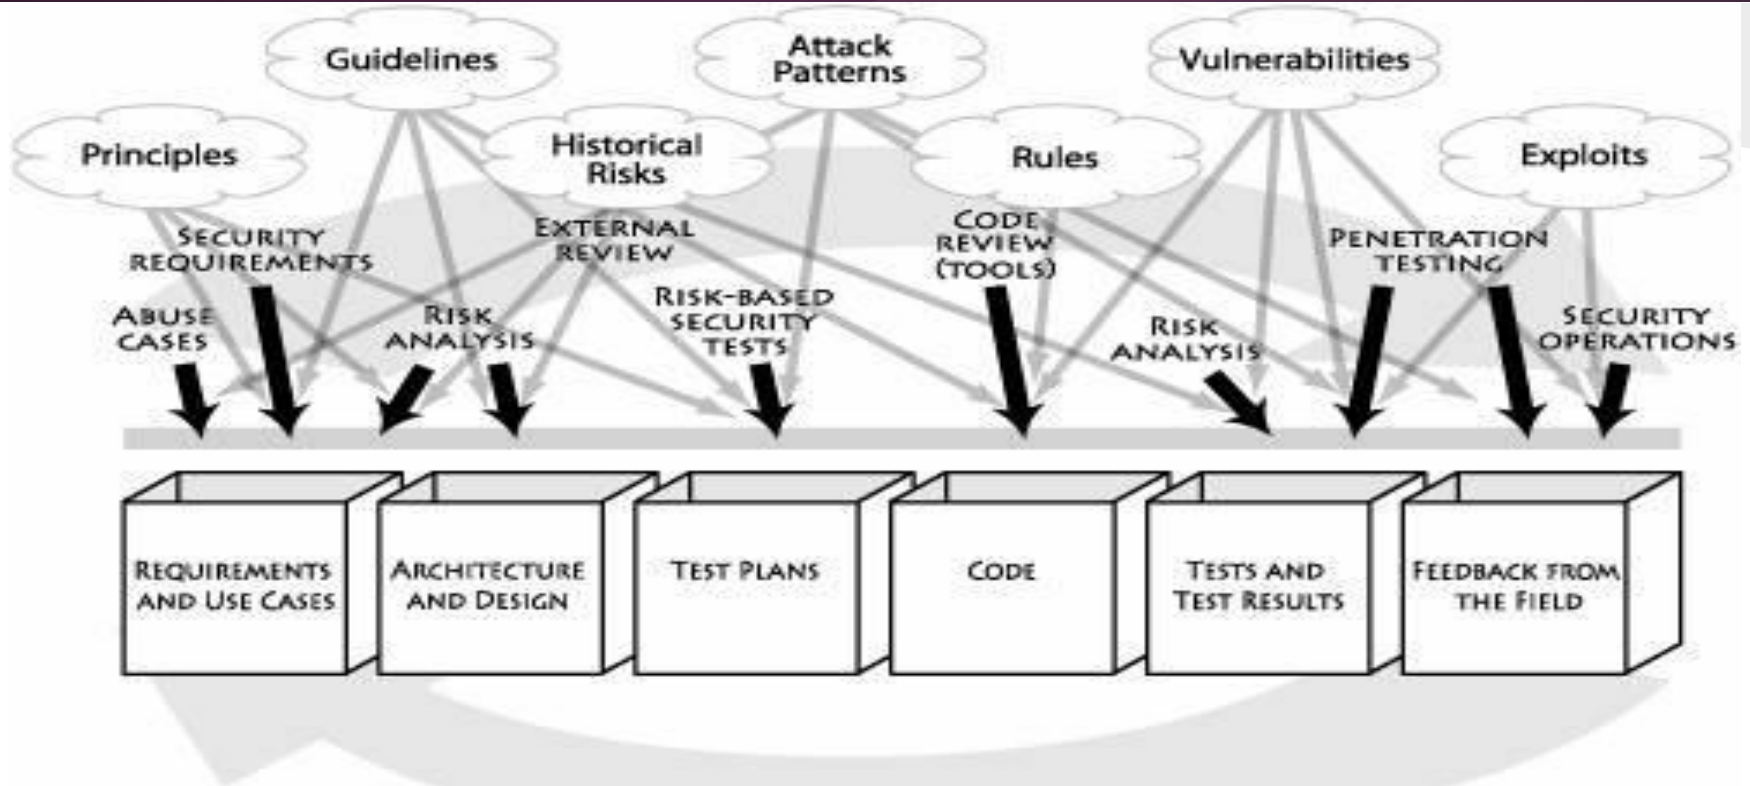 Guidelines
Attack
Patterns
Vulnerabilities
Principles
Historical
Risks
Rules
Exploits
SECURITY
REQUIREMENTS
EXTERNAL
REVIEW
CODE
REVIEW
(TOOLS)
PENETRATION
TESTING
ABUSE
CASES
RISK
ANALYSIS
RISK-BASED
SECURITY
TESTS
RISK
ANALYSIS
SECURITY
OPERATIONS
REQUIREMENTS
AND USE CASES
ARCHITECTURE
AND DESIGN
TEST PLANS
CODE
TESTS AND
TEST RESULTS
FEEDBACK FROM
THE FIELD